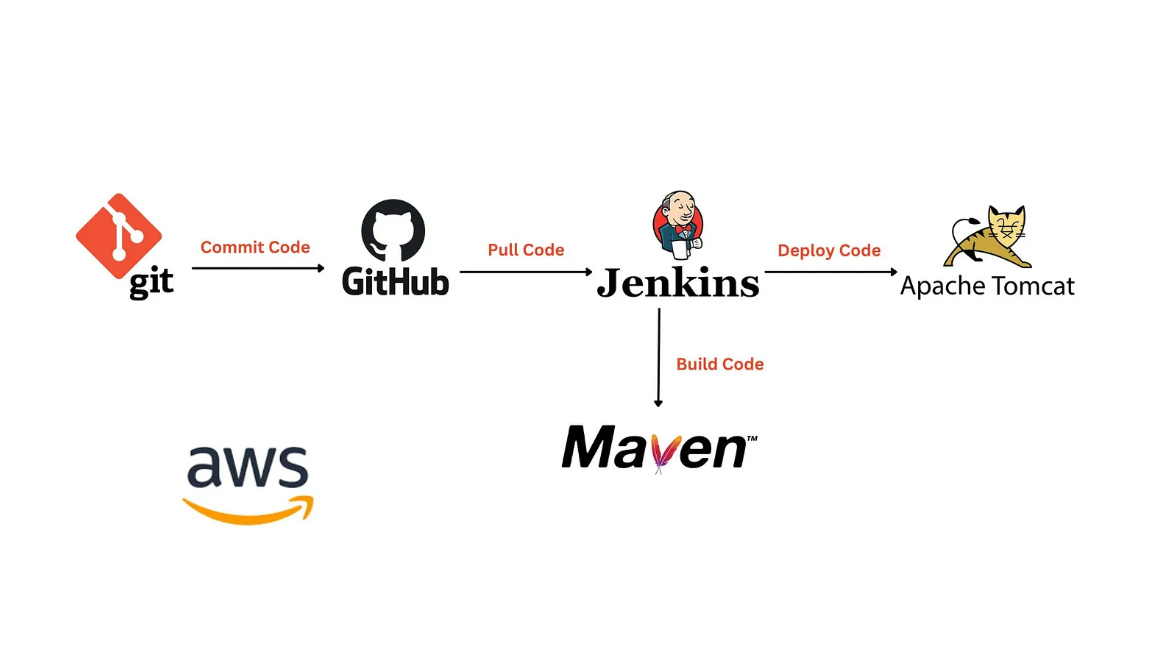 git
Commit Code
GitHub
Pull Code
Jenkins
Deploy Code
Apache Tomcat
Build Code
Maven™
aws